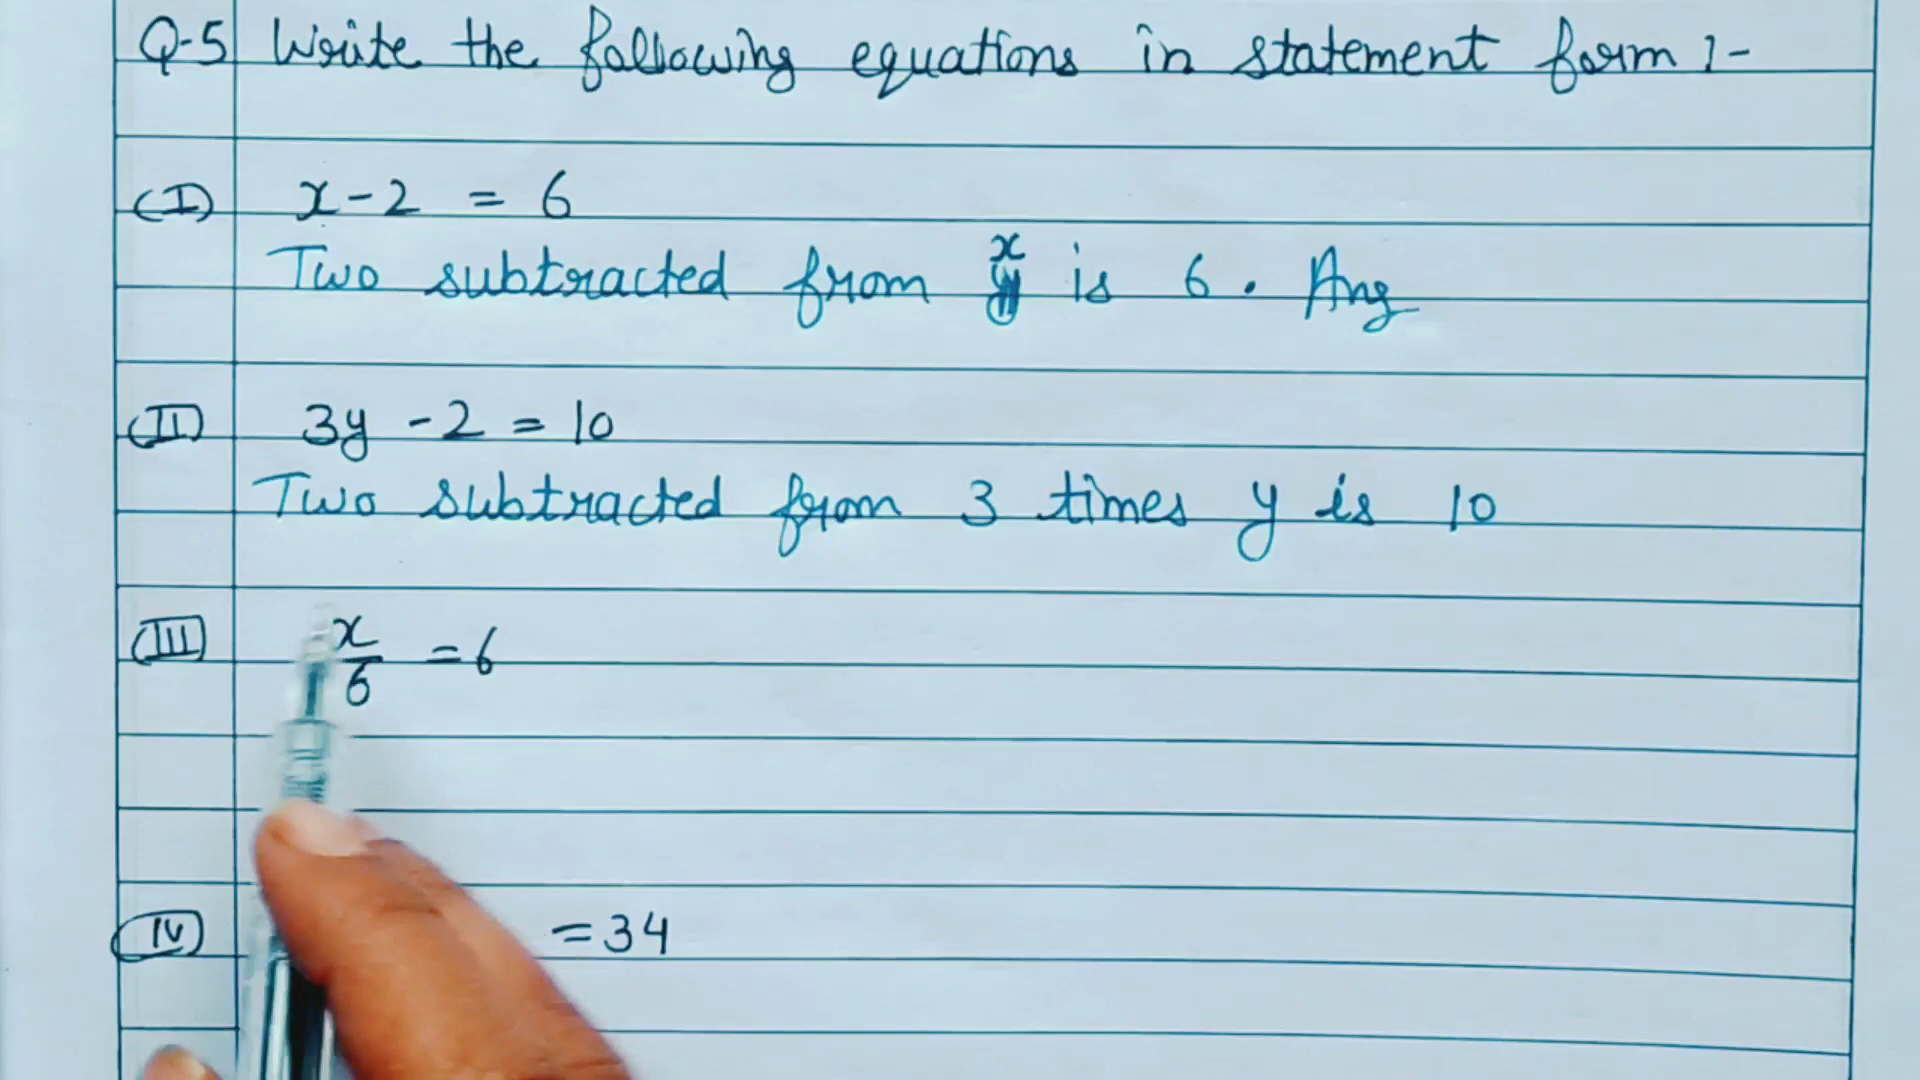 Q-5 Write the following equations in statement form :-
(I) x - 2 = 6
Two subtracted from x is 6. Ans
(II) 3y - 2 = 10
Two subtracted from 3 times y is 10
(III) x/6 = 6
(IV) = 34